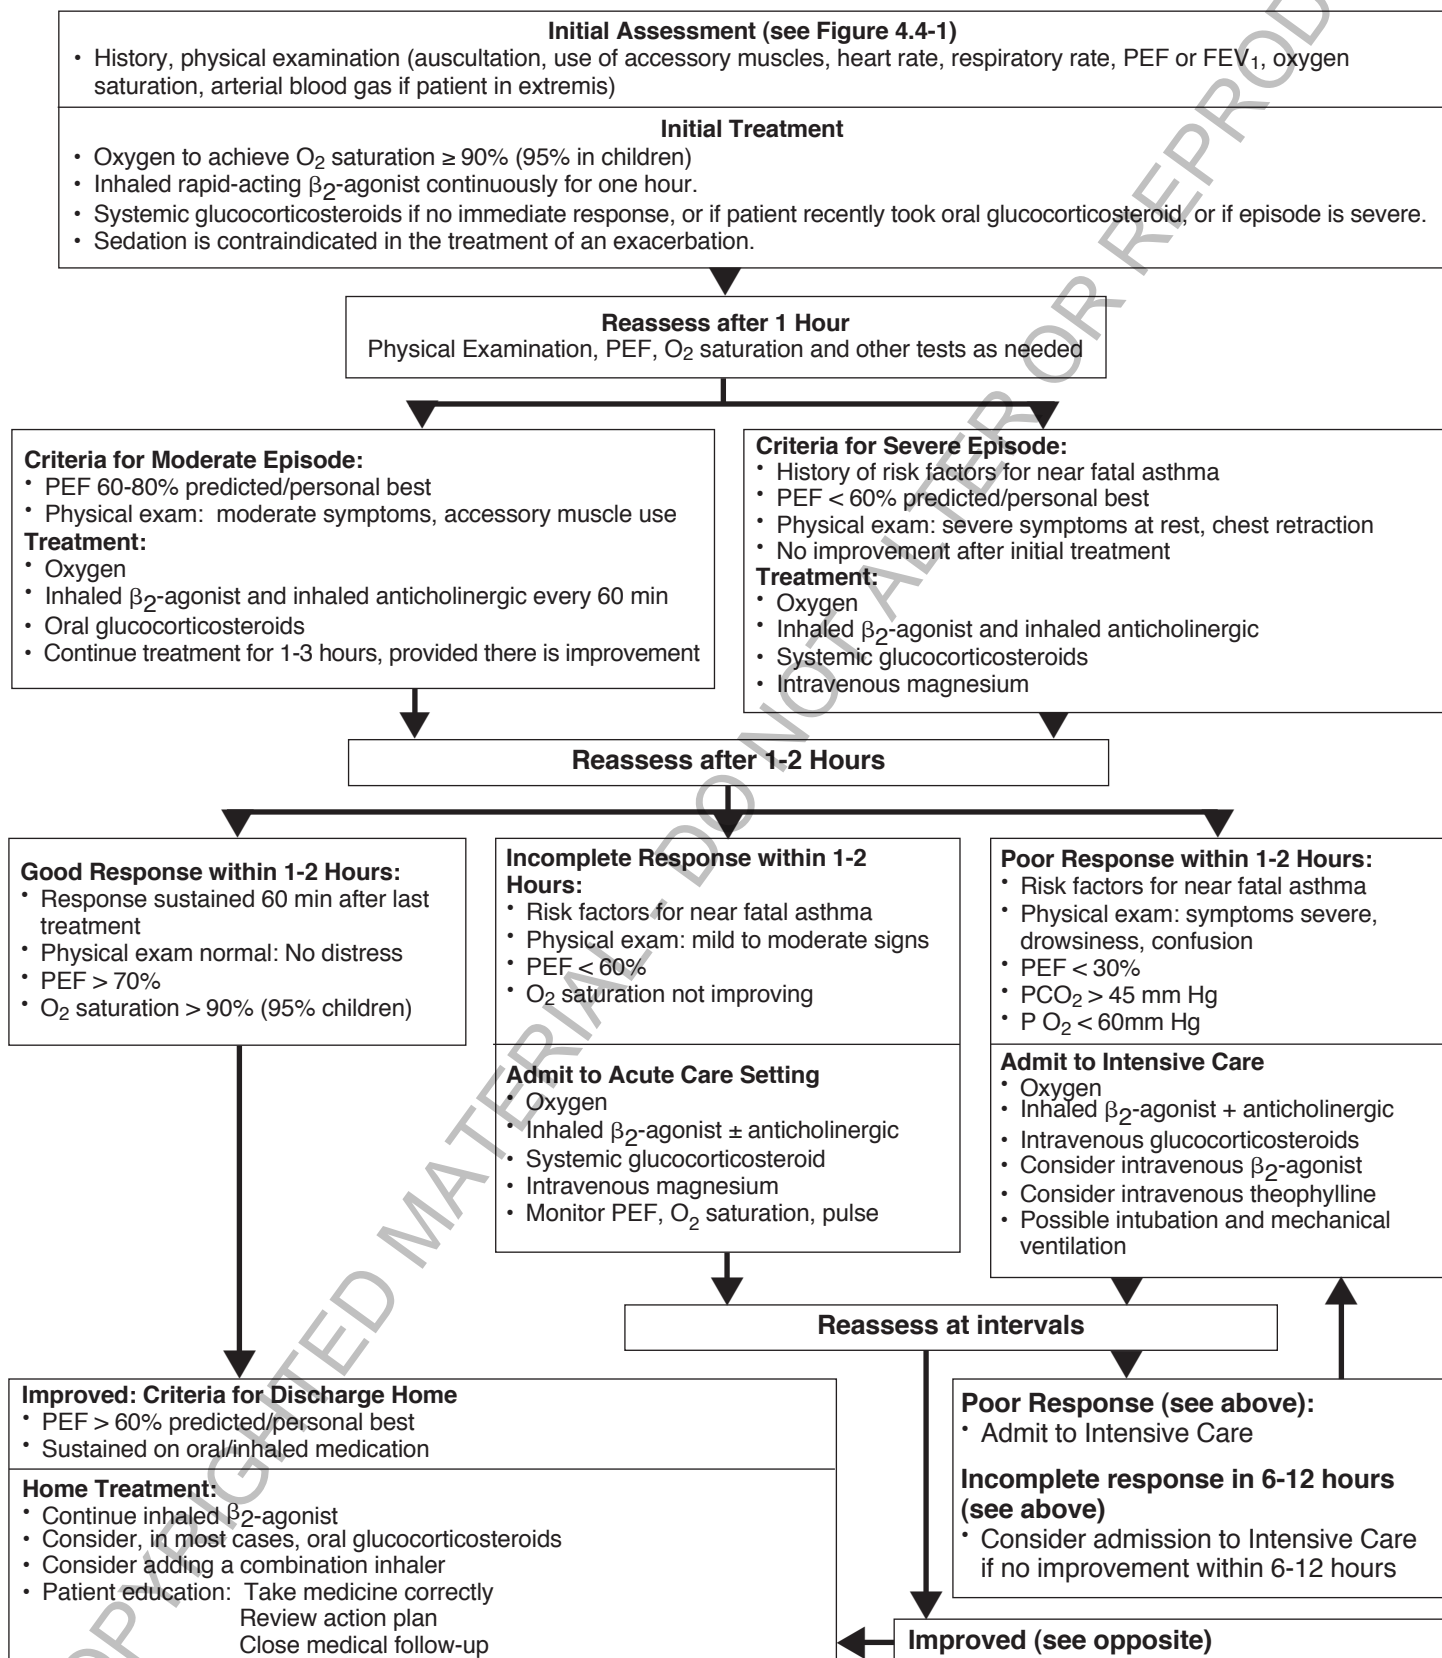 Initial Assessment (see Figure 4.4-1)
• History, physical examination (auscultation, use of accessory muscles, heart rate, respiratory rate, PEF or FEV1, oxygen
saturation, arterial blood gas if patient in extremis)
Initial Treatment
• Oxygen to achieve O2 saturation ≥ 90% (95% in children)
• Inhaled rapid-acting β2-agonist continuously for one hour.
• Systemic glucocorticosteroids if no immediate response, or if patient recently took oral glucocorticosteroid, or if episode is severe.
• Sedation is contraindicated in the treatment of an exacerbation.
Reassess after 1 Hour
Physical Examination, PEF, O2 saturation and other tests as needed
Criteria for Moderate Episode:
• PEF 60-80% predicted/personal best
• Physical exam: moderate symptoms, accessory muscle use
Treatment:
• Oxygen
• Inhaled β2-agonist and inhaled anticholinergic every 60 min
• Oral glucocorticosteroids
• Continue treatment for 1-3 hours, provided there is improvement
Criteria for Severe Episode:
• History of risk factors for near fatal asthma
• PEF < 60% predicted/personal best
• Physical exam: severe symptoms at rest, chest retraction
• No improvement after initial treatment
Treatment:
• Oxygen
• Inhaled β2-agonist and inhaled anticholinergic
• Systemic glucocorticosteroids
• Intravenous magnesium
Reassess after 1-2 Hours
Good Response within 1-2 Hours:
• Response sustained 60 min after last
treatment
• Physical exam normal: No distress
• PEF > 70%
• O2 saturation > 90% (95% children)
Incomplete Response within 1-2
Hours:
• Risk factors for near fatal asthma
• Physical exam: mild to moderate signs
• PEF < 60%
• O2 saturation not improving
Admit to Acute Care Setting
• Oxygen
• Inhaled β2-agonist ± anticholinergic
• Systemic glucocorticosteroid
• Intravenous magnesium
• Monitor PEF, O2 saturation, pulse
Poor Response within 1-2 Hours:
• Risk factors for near fatal asthma
• Physical exam: symptoms severe,
drowsiness, confusion
• PEF < 30%
• PCO2 > 45 mm Hg
• P O2 < 60mm Hg
Admit to Intensive Care
• Oxygen
• Inhaled β2-agonist + anticholinergic
• Intravenous glucocorticosteroids
• Consider intravenous β2-agonist
• Consider intravenous theophylline
• Possible intubation and mechanical
ventilation
Reassess at intervals
Improved: Criteria for Discharge Home
• PEF > 60% predicted/personal best
• Sustained on oral/inhaled medication
Home Treatment:
• Continue inhaled β2-agonist
• Consider, in most cases, oral glucocorticosteroids
• Consider adding a combination inhaler
• Patient education: Take medicine correctly
Review action plan
Close medical follow-up
Poor Response (see above):
• Admit to Intensive Care
Incomplete response in 6-12 hours
(see above)
• Consider admission to Intensive Care
if no improvement within 6-12 hours
Improved (see opposite)
OPYRIGHTED MATERIAL - DO NOT ALTER OR REPROD